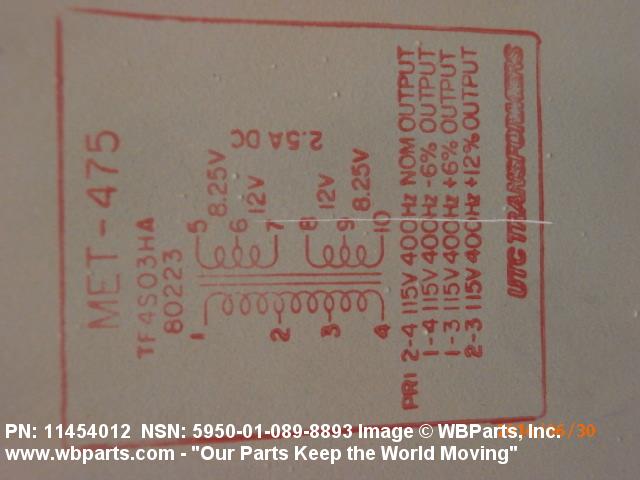 MET-475
TF4S03HA
80223
1
2
3
4
5
8.25V
6
12V
7
8
12V
9
8.25V
10
2.5A DC
PRI 2-4 115V 400Hz NOM OUTPUT
1-4 115V 400Hz -6% OUTPUT
1-3 115V 400Hz +6% OUTPUT
2-3 115V 400Hz +12% OUTPUT
UTC TRANSFORMERS
PN: 11454012 NSN: 5950-01-089-8893 Image © WBParts, Inc.
www.wbparts.com - "Our Parts Keep the World Moving"